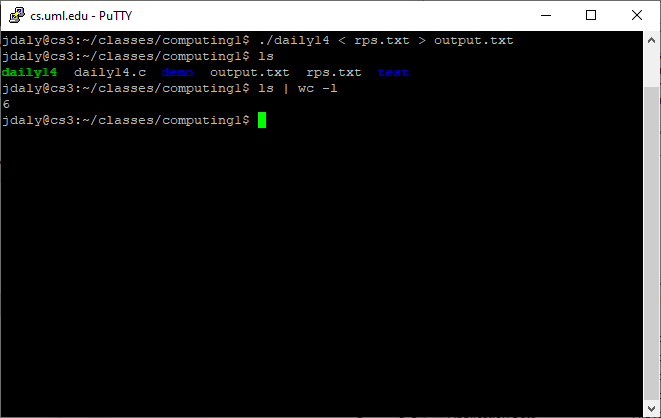 cs.uml.edu - PuTTY
jdaly@cs3:~/classes/computing1$ ./daily14 < rps.txt > output.txt
jdaly@cs3:~/classes/computing1$ ls
daily14  daily14.c  demo  output.txt  rps.txt  test
jdaly@cs3:~/classes/computing1$ ls | wc -l
6
jdaly@cs3:~/classes/computing1$